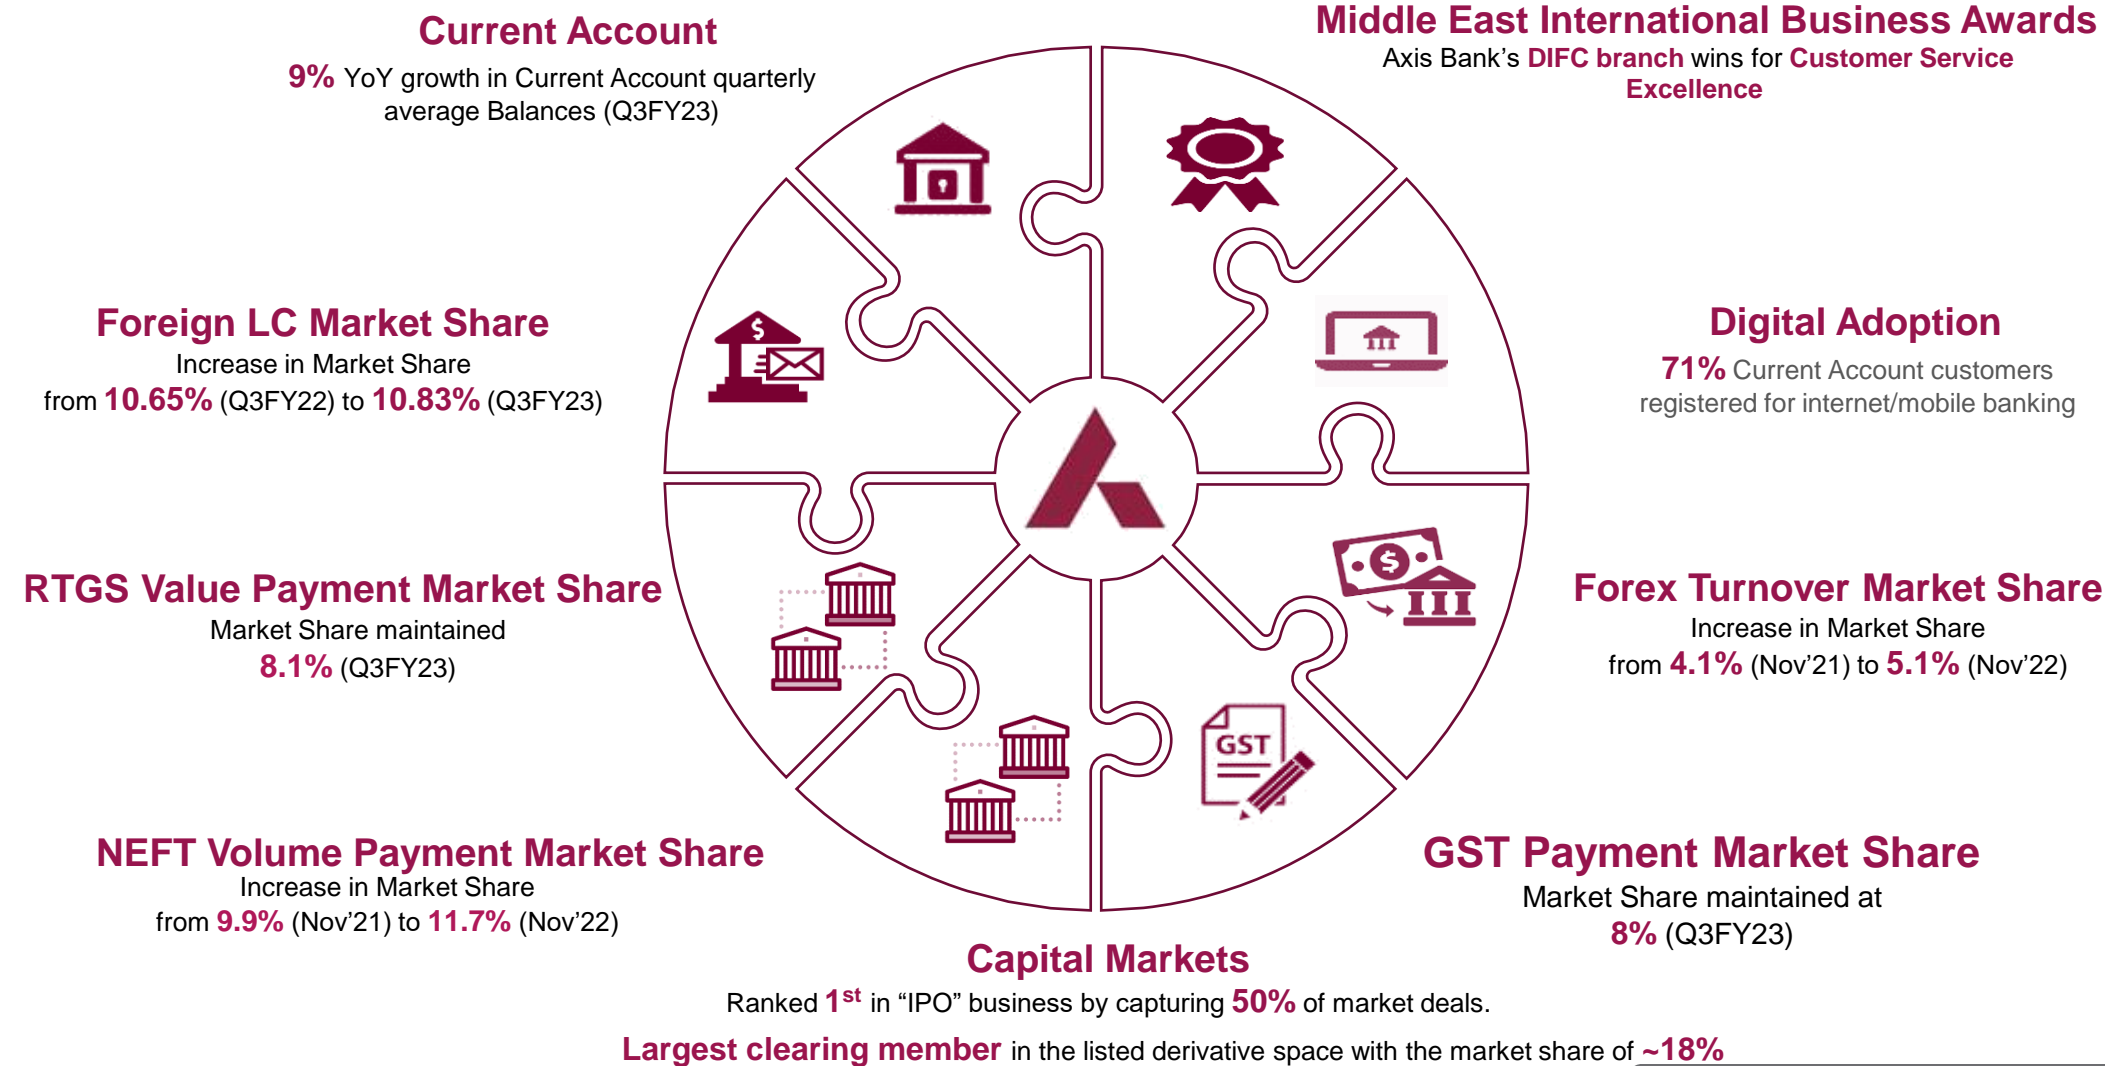 Current Account
9% YoY growth in Current Account quarterly
average Balances (Q3FY23)
Middle East International Business Awards
Axis Bank’s DIFC branch wins for Customer Service
Excellence
Foreign LC Market Share
Increase in Market Share
from 10.65% (Q3FY22) to 10.83% (Q3FY23)
Digital Adoption
71% Current Account customers
registered for internet/mobile banking
RTGS Value Payment Market Share
Market Share maintained
8.1% (Q3FY23)
Forex Turnover Market Share
Increase in Market Share
from 4.1% (Nov’21) to 5.1% (Nov’22)
GST
NEFT Volume Payment Market Share
Increase in Market Share
from 9.9% (Nov’21) to 11.7% (Nov’22)
GST Payment Market Share
Market Share maintained at
8% (Q3FY23)
Capital Markets
Ranked 1st in “IPO” business by capturing 50% of market deals.
Largest clearing member in the listed derivative space with the market share of ~18%